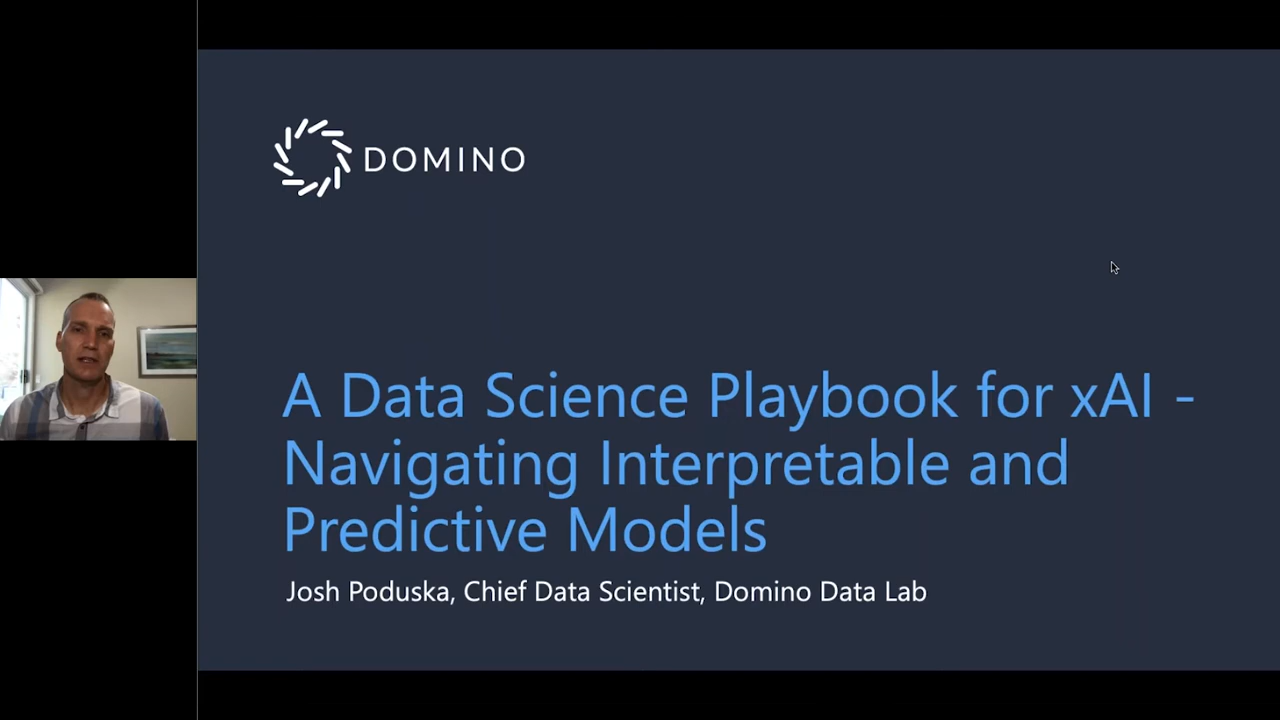 DOMINO
A Data Science Playbook for xAI -
Navigating Interpretable and
Predictive Models
Josh Poduska, Chief Data Scientist, Domino Data Lab